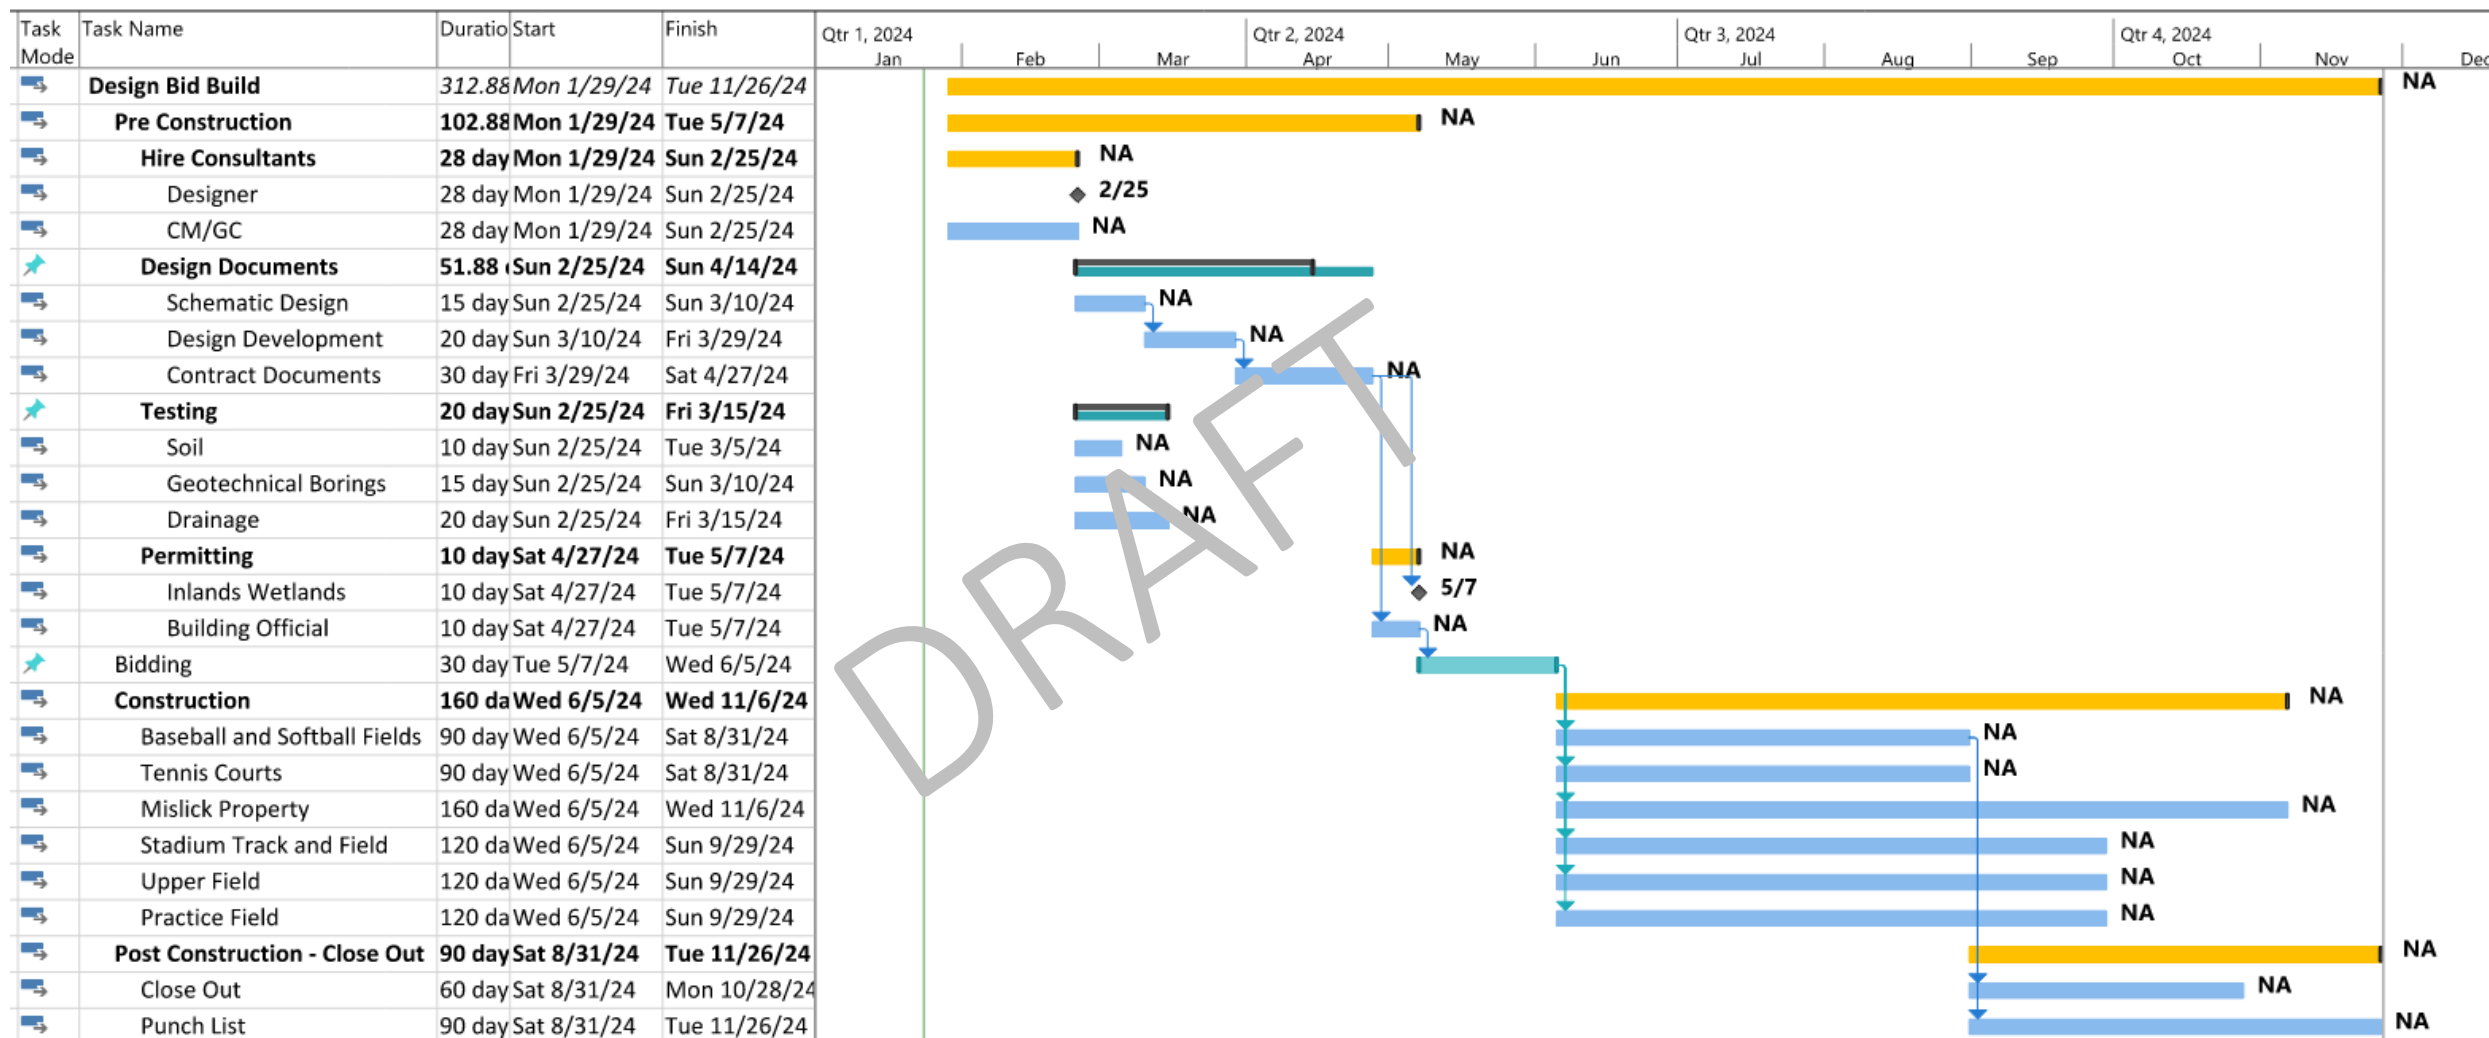 Task Mode Task Name Duratio Start Finish Qtr 1, 2024 Qtr 2, 2024 Qtr 3, 2024 Qtr 4, 2024
Jan Feb Mar Apr May Jun Jul Aug Sep Oct Nov Dec
Design Bid Build 312.88 Mon 1/29/24 Tue 11/26/24 NA
Pre Construction 102.88 Mon 1/29/24 Tue 5/7/24 NA
Hire Consultants 28 day Mon 1/29/24 Sun 2/25/24 NA
Designer 28 day Mon 1/29/24 Sun 2/25/24 2/25
CM/GC 28 day Mon 1/29/24 Sun 2/25/24 NA
Design Documents 51.88 Sun 2/25/24 Sun 4/14/24
Schematic Design 15 day Sun 2/25/24 Sun 3/10/24 NA
Design Development 20 day Sun 3/10/24 Fri 3/29/24 NA
Contract Documents 30 day Fri 3/29/24 Sat 4/27/24 NA
Testing 20 day Sun 2/25/24 Fri 3/15/24
Soil 10 day Sun 2/25/24 Tue 3/5/24 NA
Geotechnical Borings 15 day Sun 2/25/24 Sun 3/10/24 NA
Drainage 20 day Sun 2/25/24 Fri 3/15/24 NA
Permitting 10 day Sat 4/27/24 Tue 5/7/24 NA
Inlands Wetlands 10 day Sat 4/27/24 Tue 5/7/24 5/7
Building Official 10 day Sat 4/27/24 Tue 5/7/24 NA
Bidding 30 day Tue 5/7/24 Wed 6/5/24
Construction 160 da Wed 6/5/24 Wed 11/6/24 NA
Baseball and Softball Fields 90 day Wed 6/5/24 Sat 8/31/24 NA
Tennis Courts 90 day Wed 6/5/24 Sat 8/31/24 NA
Mislick Property 160 da Wed 6/5/24 Wed 11/6/24 NA
Stadium Track and Field 120 da Wed 6/5/24 Sun 9/29/24 NA
Upper Field 120 da Wed 6/5/24 Sun 9/29/24 NA
Practice Field 120 da Wed 6/5/24 Sun 9/29/24 NA
Post Construction - Close Out 90 day Sat 8/31/24 Tue 11/26/24 NA
Close Out 60 day Sat 8/31/24 Mon 10/28/24 NA
Punch List 90 day Sat 8/31/24 Tue 11/26/24 NA
DRAFT